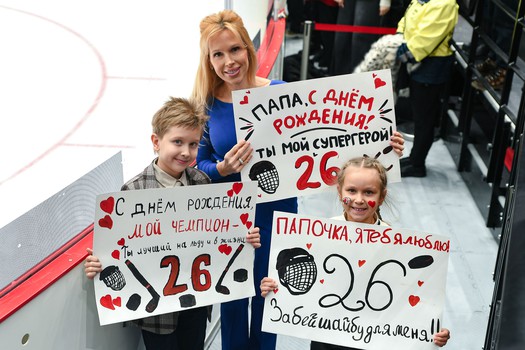 ПАПА, С ДНЁМ
РОЖДЕНИЯ!
ТЫ МОЙ СУПЕРГЕРОЙ!
26
С ДНЁМ РОЖДЕНИЯ
МОЙ ЧЕМПИОН -
ТЫ ЛУЧШИЙ НА ЛЬДУ И В ЖИЗНИ
26
ПАПОЧКА, Я ТЕБЯ ЛЮБЛЮ!
26
ЗАБЕЙ ШАЙБУ ДЛЯ МЕНЯ!!